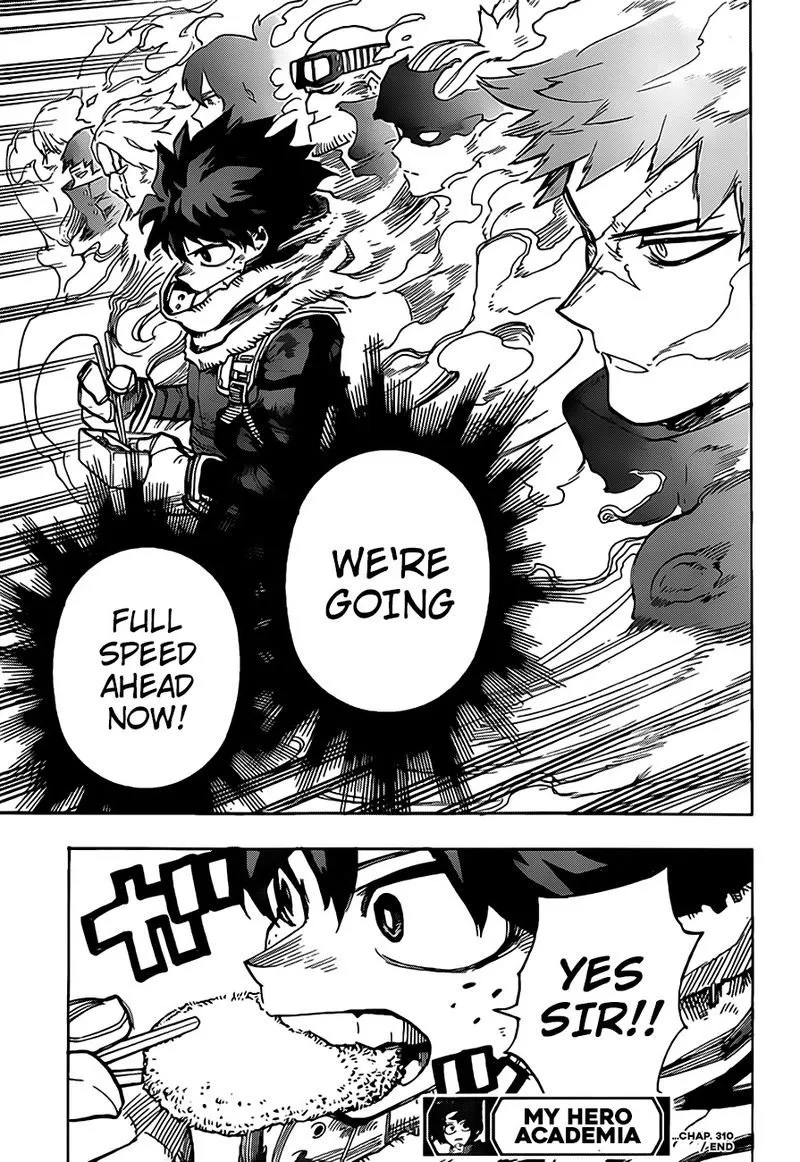 WE'RE
GOING
FULL
SPEED
AHEAD
NOW!
YES
SIR!!
MY HERO
ACADEMIA
...CHAP. 310
/ END